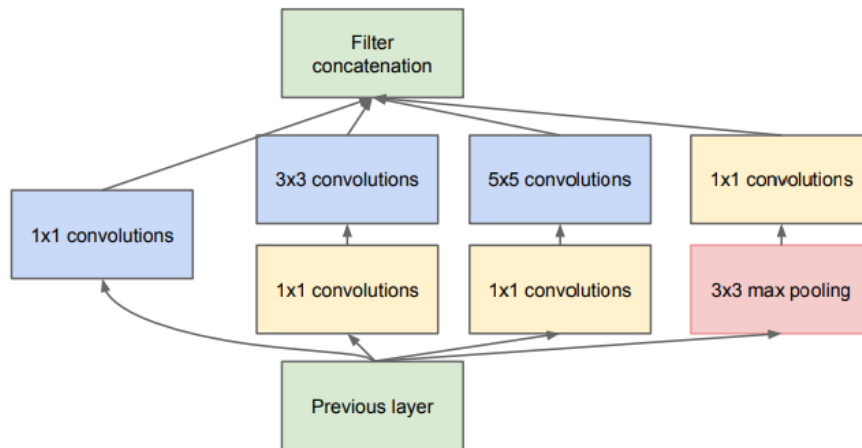 Filter
concatenation
3x3 convolutions
5x5 convolutions
1x1 convolutions
1x1 convolutions
1x1 convolutions
1x1 convolutions
3x3 max pooling
Previous layer